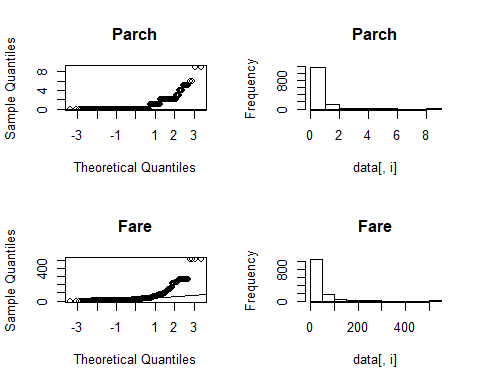 Parch
Sample Quantiles
0 4 8
-3 -1 1 2 3
Theoretical Quantiles
Parch
Frequency
0 800
0 2 4 6 8
data[, i]
Fare
Sample Quantiles
0 400
-3 -1 1 2 3
Theoretical Quantiles
Fare
Frequency
0 800
0 200 400
data[, i]